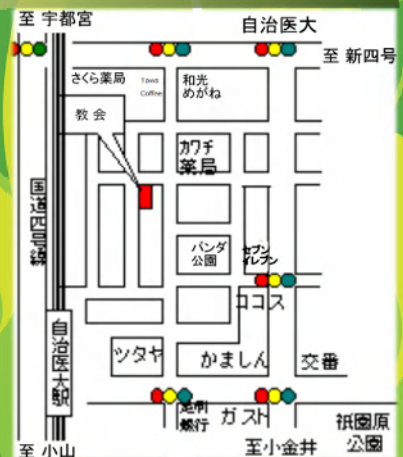 至 宇都宮
自治医大
至 新四号
さくら薬局
Towa
Coffee
和光
めがね
教会
カワチ
薬局
国道四号線
パンダ
公園
セブン
イレブン
ココス
自治医大駅
ツタヤ
かましん
交番
足利
銀行
ガスト
祇園原
公園
至 小山
至小金井